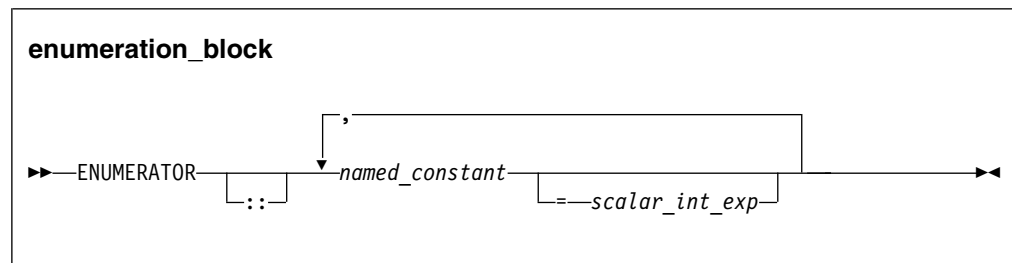 enumeration_block
,
ENUMERATOR :: named_constant = scalar_int_exp